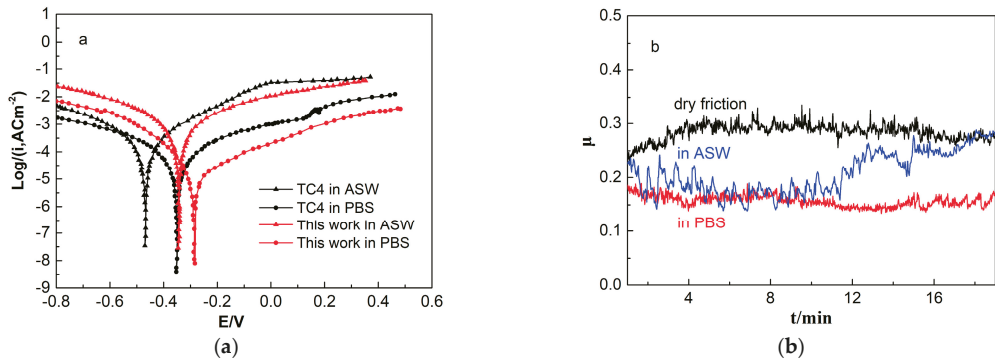 a
Log/(i,ACm-2)
1
0
-1
-2
-3
-4
-5
-6
-7
-8
-9
TC4 in ASW
TC4 in PBS
This work in ASW
This work in PBS
-0.8 -0.6 -0.4 -0.2 0.0 0.2 0.4 0.6
E/V
(a)
b
μ
0.5
0.4
0.3
0.2
0.1
0.0
dry friction
in ASW
in PBS
4 8 12 16
t/min
(b)